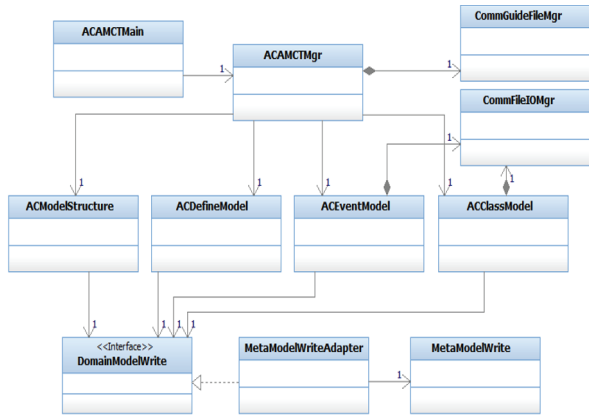 CommGuideFileMgr
ACAMCTMain
ACAMCTMgr
1
1
CommFileIOMgr
1
1
1
1
1
1
ACModelStructure
ACDefineModel
ACEventModel
ACClassModel
1
1
1
1
<<Interface>>
DomainModelWrite
MetaModelWriteAdapter
MetaModelWrite
1